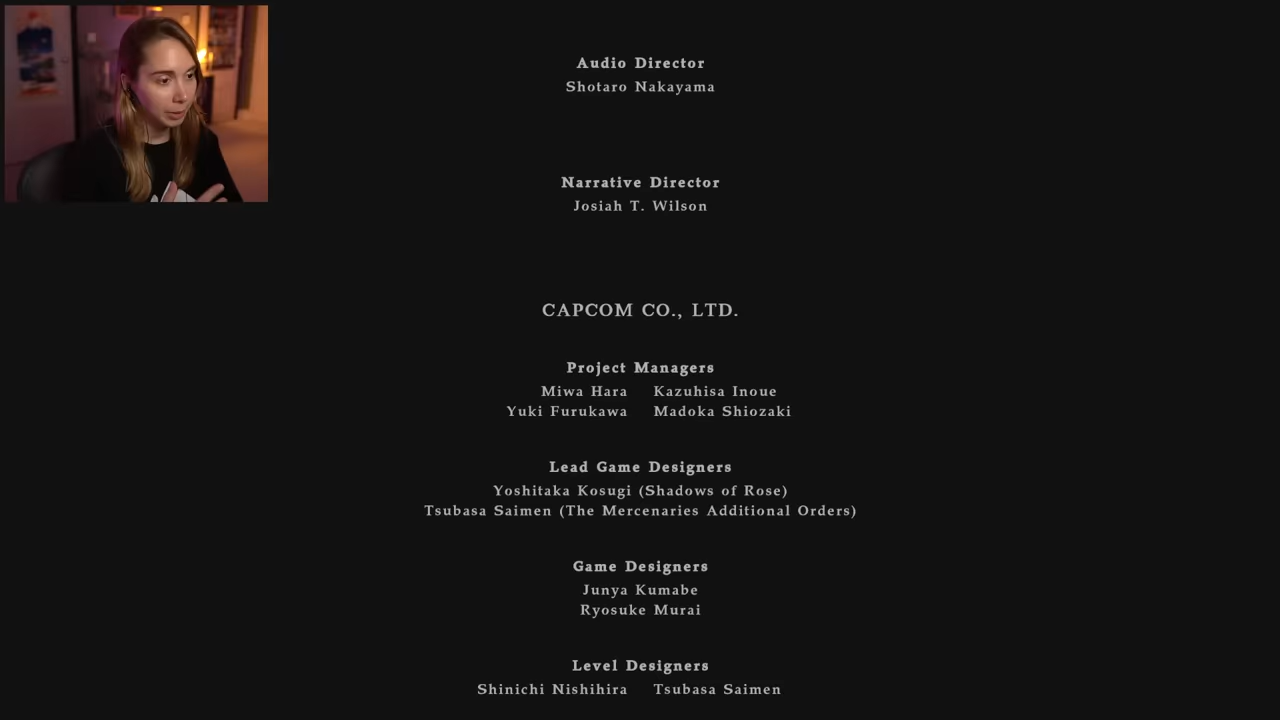 Audio Director
Shotaro Nakayama
Narrative Director
Josiah T. Wilson
CAPCOM CO., LTD.
Project Managers
Miwa Hara Kazuhisa Inoue
Yuki Furukawa Madoka Shiozaki
Lead Game Designers
Yoshitaka Kosugi (Shadows of Rose)
Tsubasa Saimen (The Mercenaries Additional Orders)
Game Designers
Junya Kumabe
Ryosuke Murai
Level Designers
Shinichi Nishihira Tsubasa Saimen